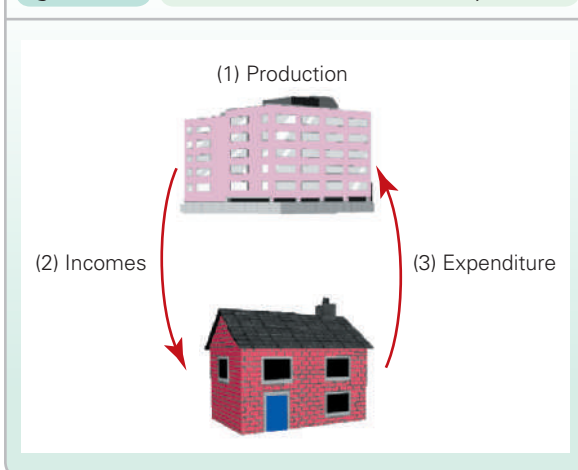 (1) Production
(2) Incomes
(3) Expenditure